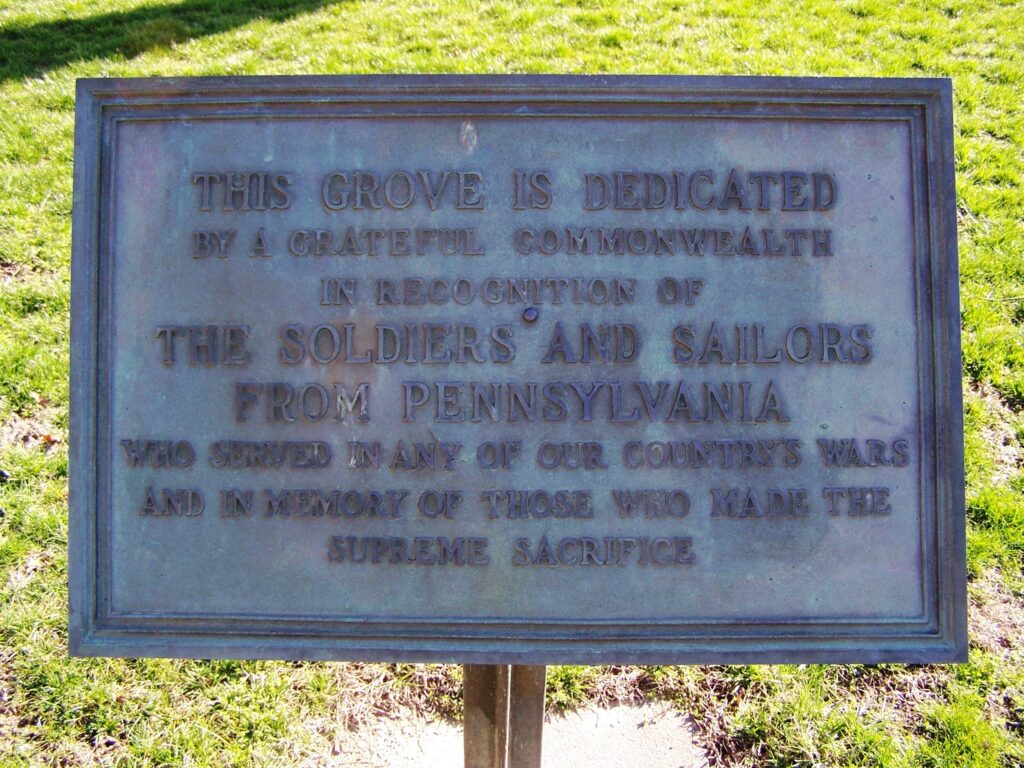 THIS GROVE IS DEDICATED
BY A GRATEFUL COMMONWEALTH
IN RECOGNITION OF
THE SOLDIERS AND SAILORS
FROM PENNSYLVANIA
WHO SERVED IN ANY OF OUR COUNTRY'S WARS
AND IN MEMORY OF THOSE WHO MADE THE
SUPREME SACRIFICE